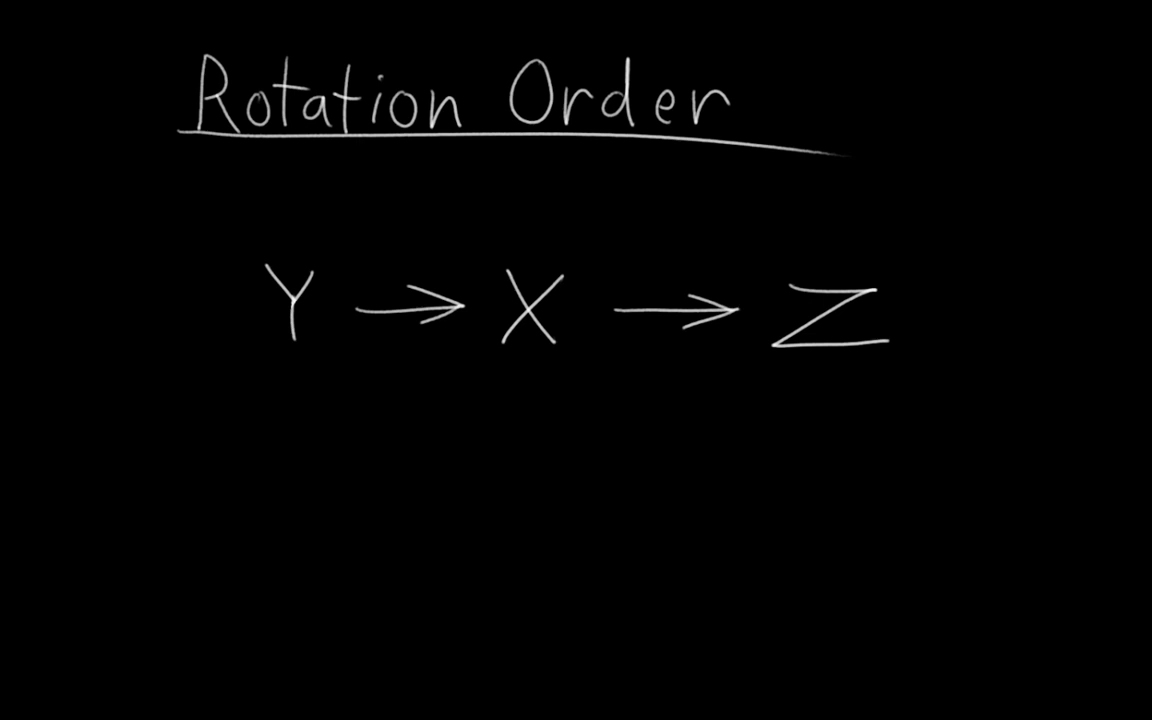 Rotation Order
Y → X → Z